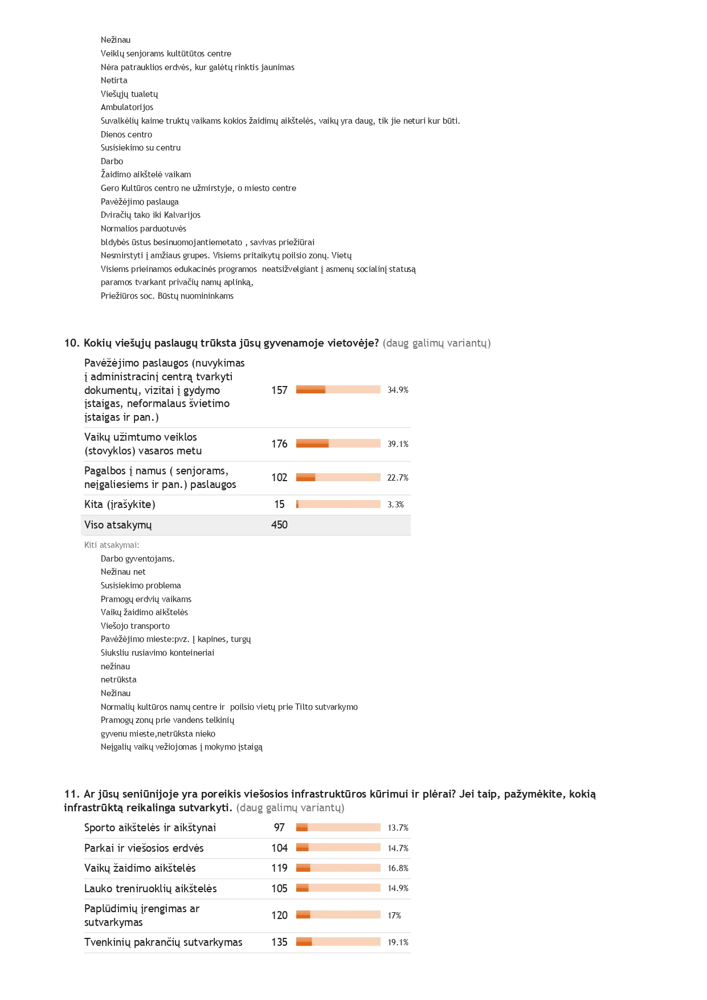 Nežinau
Veiklų senjorams kultūtūtos centre
Nėra patrauklios erdvės, kur galėtų rinktis jaunimas
Netirta
Viešųjų tualetų
Ambulatorijos
Suvalkėlių kaime truktų vaikams kokios žaidimų aikštelės, vaikų yra daug, tik jie neturi kur būti.
Dienos centro
Susisiekimo su centru
Darbo
Žaidimo aikštelė vaikam
Gero Kultūros centro ne užmirstyje, o miesto centre
Pavėžėjimo paslauga
Dviračių tako iki Kalvarijos
Normalios parduotuvės
bldybės ūstus besinuomojantiemetato , savivas priežiūrai
Nesmirstyti į amžiaus grupes. Visiems pritaikytų poilsio zonų. Vietų
Visiems prieinamos edukacinės programos  neatsižvelgiant į asmenų socialinį statusą
paramos tvarkant privačių namų aplinką,
Priežiūros soc. Būstų nuomininkams
10. Kokių viešųjų paslaugų trūksta jūsų gyvenamoje vietovėje? (daug galimų variantų)
Pavėžėjimo paslaugos (nuvykimas
į administracinį centrą tvarkyti
dokumentų, vizitai į gydymo 157 34.9%
įstaigas, neformalaus švietimo
įstaigas ir pan.)
Vaikų užimtumo veiklos
(stovyklos) vasaros metu 176 39.1%
Pagalbos į namus ( senjorams,
neįgaliesiems ir pan.) paslaugos 102 22.7%
Kita (įrašykite) 15 3.3%
Viso atsakymų 450
Kiti atsakymai:
Darbo gyventojams.
Nežinau net
Susisiekimo problema
Pramogų erdvių vaikams
Vaikų žaidimo aikštelės
Viešojo transporto
Pavėžėjimo mieste:pvz. Į kapines, turgų
Siuksliu rusiavimo konteineriai
nežinau
netrūksta
Nežinau
Normalių kultūros namų centre ir  poilsio vietų prie Tilto sutvarkymo
Pramogų zonų prie vandens telkinių
gyvenu mieste,netrūksta nieko
Neįgalių vaikų vežiojomas į mokymo įstaigą
11. Ar jūsų seniūnijoje yra poreikis viešosios infrastruktūros kūrimui ir plėrai? Jei taip, pažymėkite, kokią
infrastrūktą reikalinga sutvarkyti. (daug galimų variantų)
Sporto aikštelės ir aikštynai 97 13.7%
Parkai ir viešosios erdvės 104 14.7%
Vaikų žaidimo aikštelės 119 16.8%
Lauko treniruoklių aikštelės 105 14.9%
Paplūdimių įrengimas ar
sutvarkymas 120 17%
Tvenkinių pakrančių sutvarkymas 135 19.1%